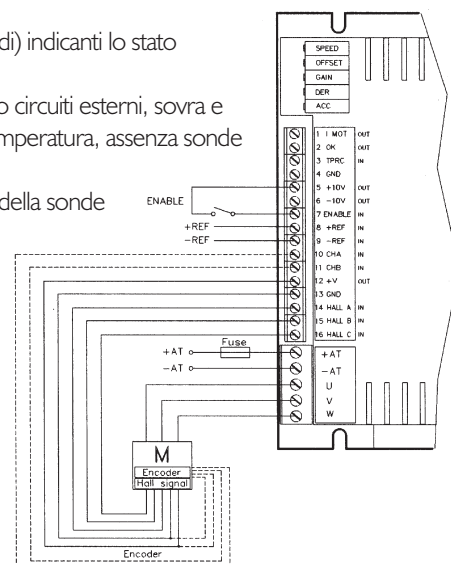 di) indicanti lo stato
o circuiti esterni, sovra e
mperatura, assenza sonde
della sonde
SPEED
OFFSET
GAIN
DER
ACC.
1 I MOT OUT
2 OK OUT
3 TPRC IN
4 GND
5 +10V OUT
6 -10V OUT
7 ENABLE IN
8 +REF IN
9 -REF IN
10 CHA IN
11 CHB IN
12 +V OUT
13 GND
14 HALL A IN
15 HALL B IN
16 HALL C IN
+AT
-AT
U
V
W
ENABLE
+REF
-REF
Fuse
+AT
-AT
M
Encoder
Hall signal
Encoder